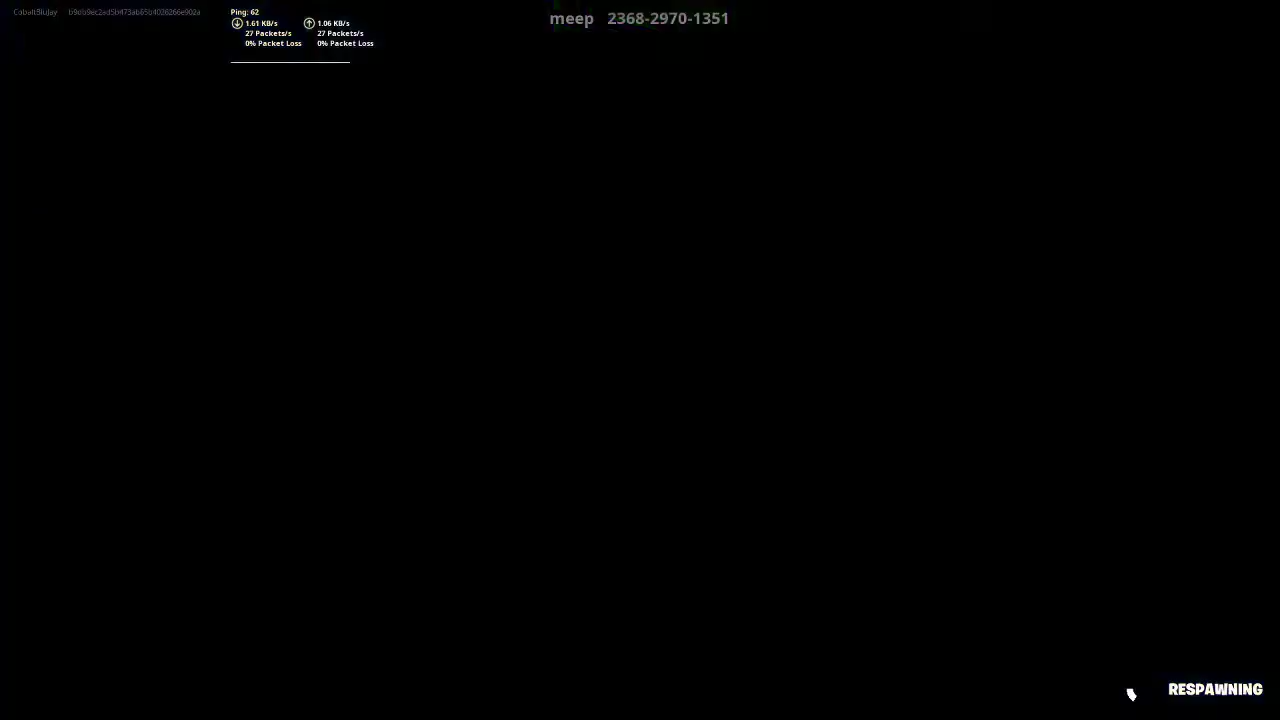 CobaltBluJay
Ping: 62
1.61 KB/s 1.06 KB/s
27 Packets/s 27 Packets/s
0% Packet Loss 0% Packet Loss
meep 2368-2970-1351
RESPAWNING